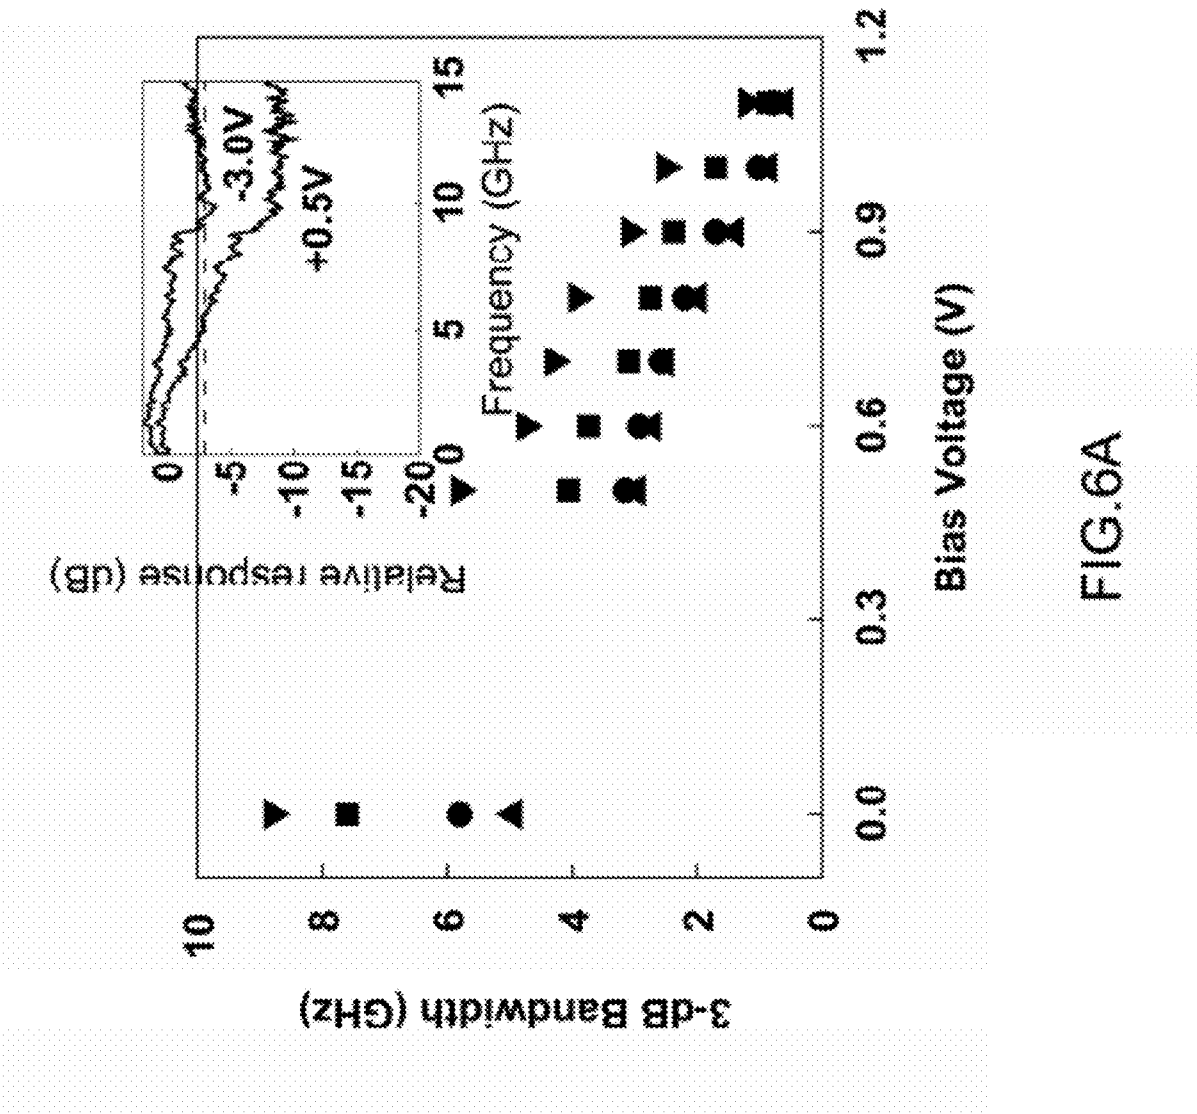 3-dB Bandwidth (GHz)
10
8
6
4
2
0
Relative response (dB)
0
-5
-10
-15
-20
-3.0V
+0.5V
0 5 10 15
Frequency (GHz)
0.0 0.3 0.6 0.9 1.2
Bias Voltage (V)
FIG.6A